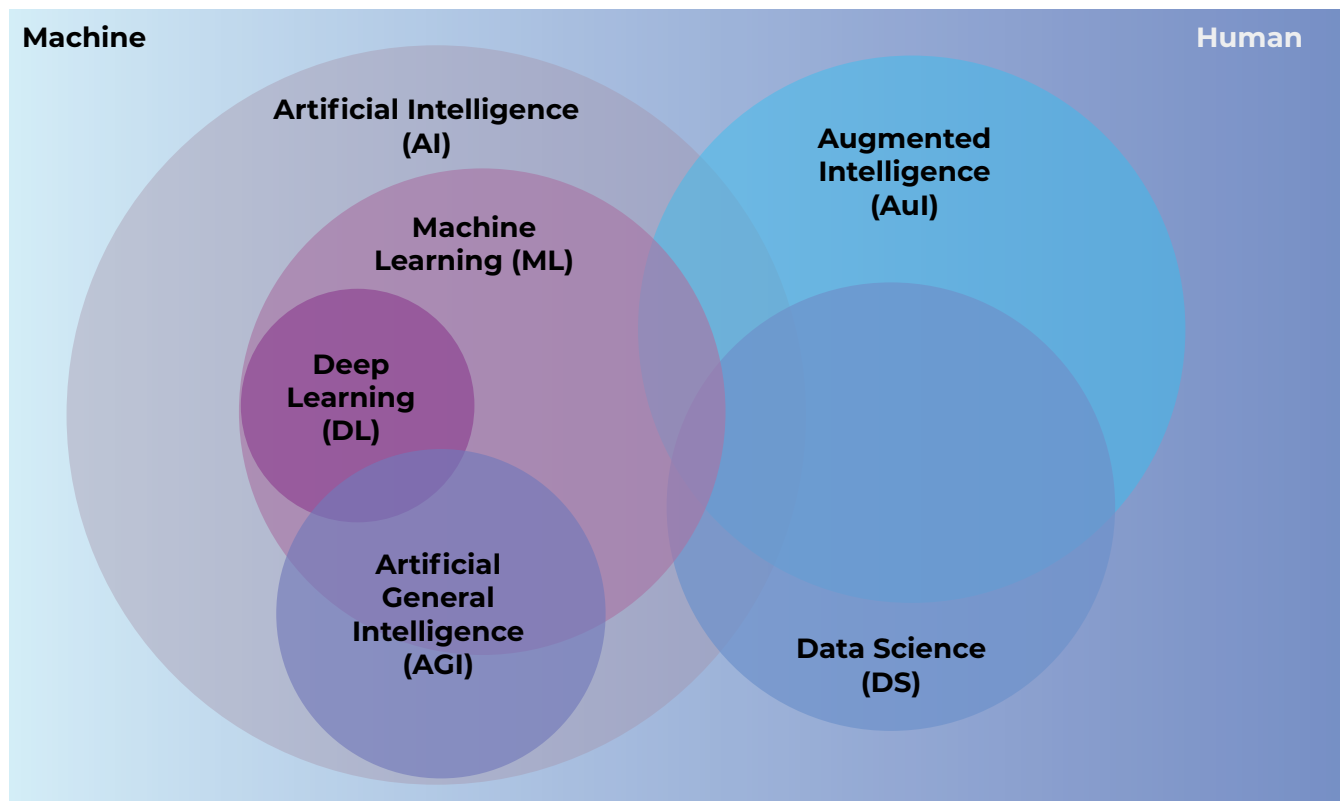 Machine
Human
Artificial Intelligence
(AI)
Augmented
Intelligence
(AuI)
Machine
Learning (ML)
Deep
Learning
(DL)
Artificial
General
Intelligence
(AGI)
Data Science
(DS)